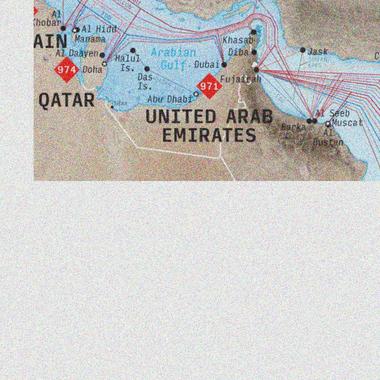 Al
Khobar
Al Hidd
Manama
AIN
Al Daayen
974
Doha
Halul
Is.
Das
Is.
Arabian
Gulf
Khasab
Diba
Dubai
Fujairah
971
Abu Dhabi
Jask
QATAR
UNITED ARAB
EMIRATES
Barka
Al Seeb
Muscat
Al
Bustan